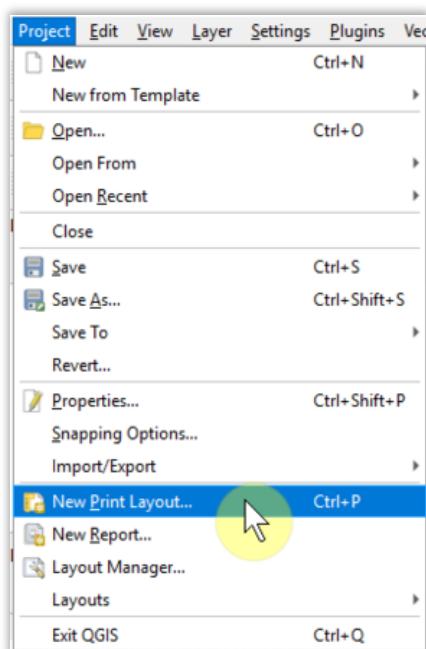 Project Edit View Layer Settings Plugins Vec
New Ctrl+N
New from Template
Open... Ctrl+O
Open From
Open Recent
Close
Save Ctrl+S
Save As... Ctrl+Shift+S
Save To
Revert...
Properties... Ctrl+Shift+P
Snapping Options...
Import/Export
New Print Layout... Ctrl+P
New Report...
Layout Manager...
Layouts
Exit QGIS Ctrl+Q